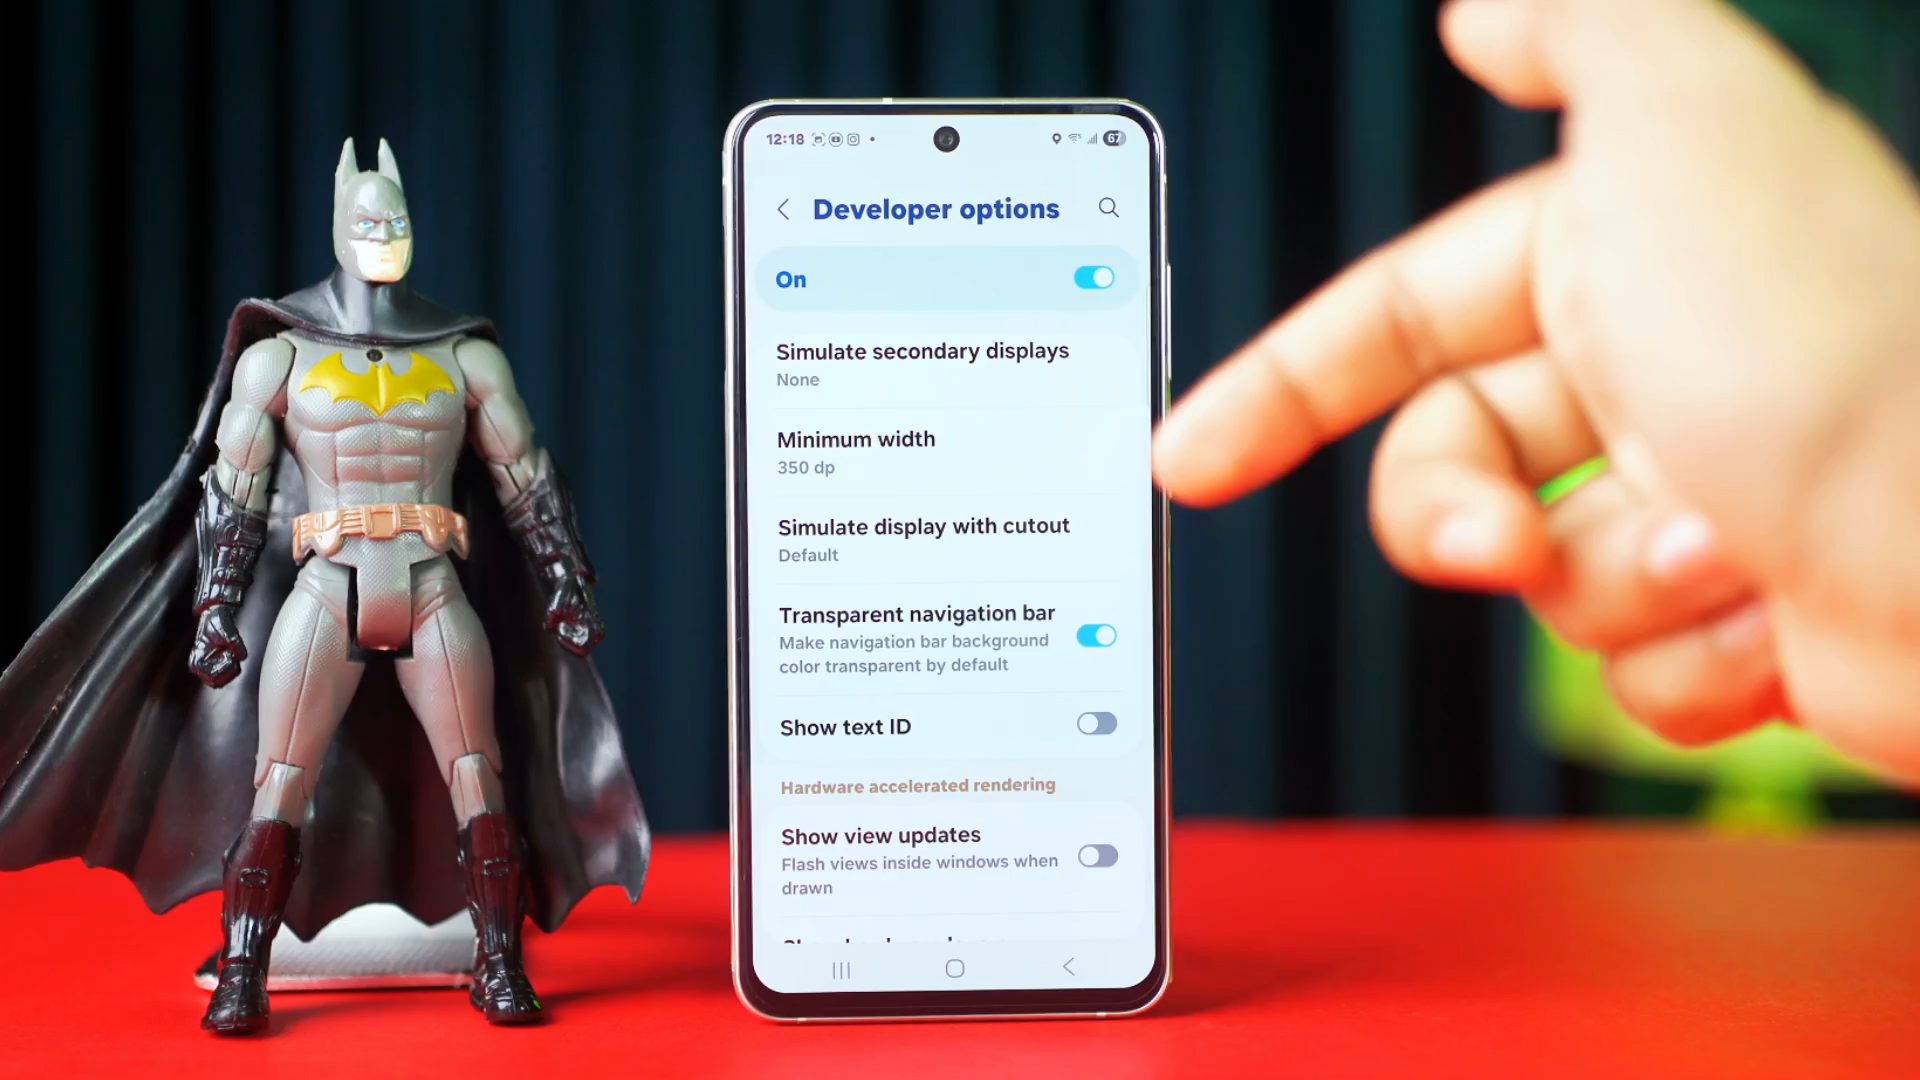 12:18
67
Developer options
On
Simulate secondary displays
None
Minimum width
350 dp
Simulate display with cutout
Default
Transparent navigation bar
Make navigation bar background
color transparent by default
Show text ID
Hardware accelerated rendering
Show view updates
Flash views inside windows when
drawn